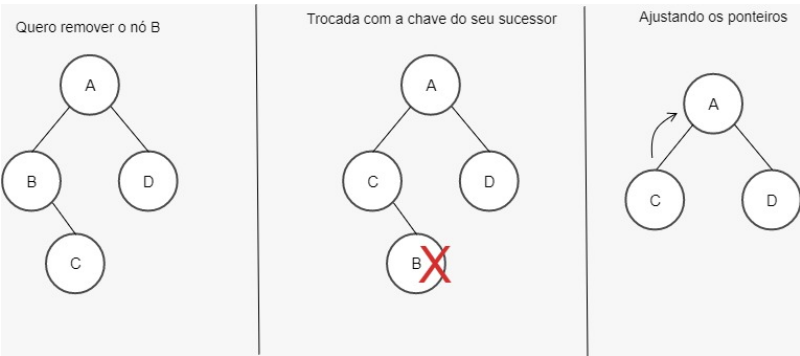 Quero remover o nó B
A
B
D
C
Trocada com a chave do seu sucessor
A
C
D
B
Ajustando os ponteiros
A
C
D